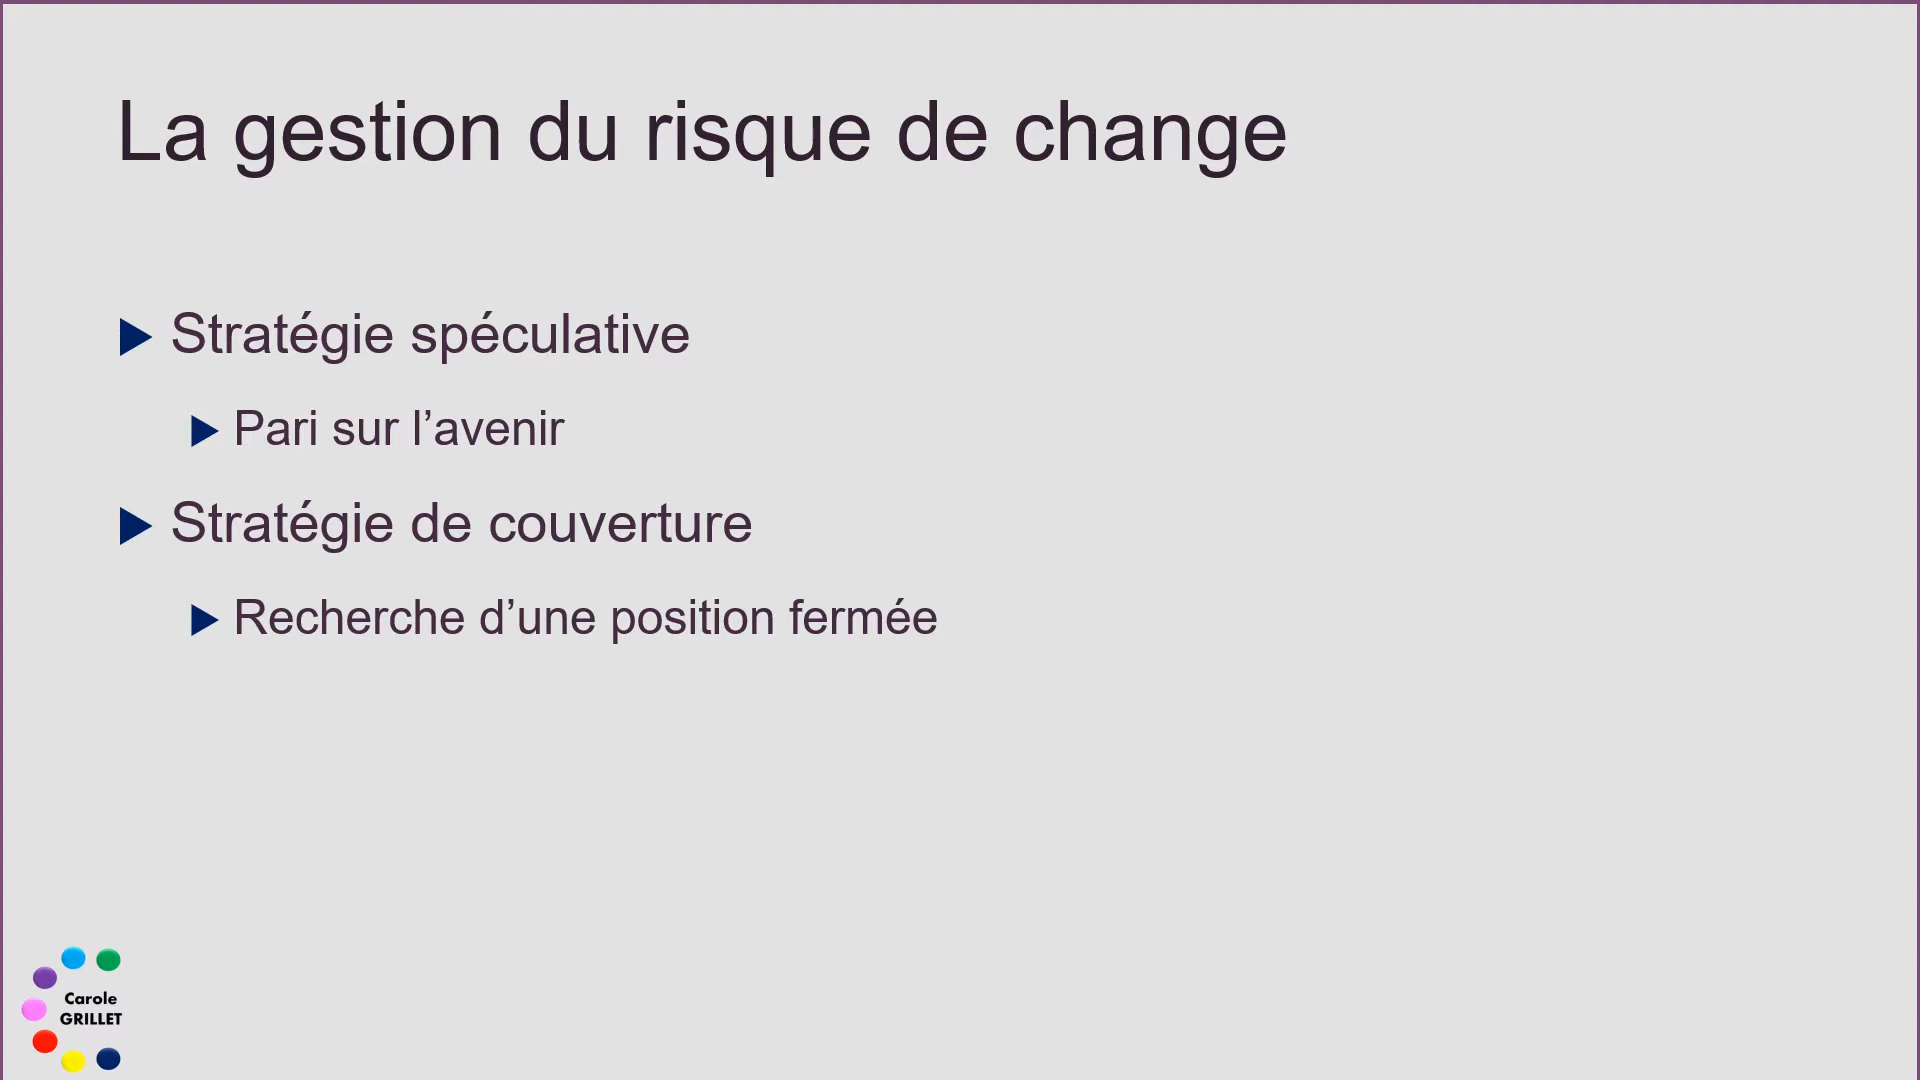 La gestion du risque de change
Stratégie spéculative
Pari sur l’avenir
Stratégie de couverture
Recherche d’une position fermée
Carole
GRILLET